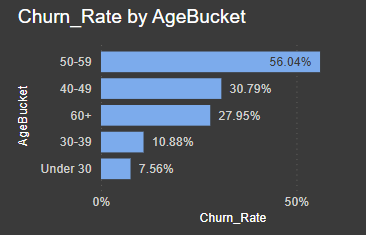 Churn_Rate by AgeBucket
AgeBucket
50-59 56.04%
40-49 30.79%
60+ 27.95%
30-39 10.88%
Under 30 7.56%
0% 50%
Churn_Rate